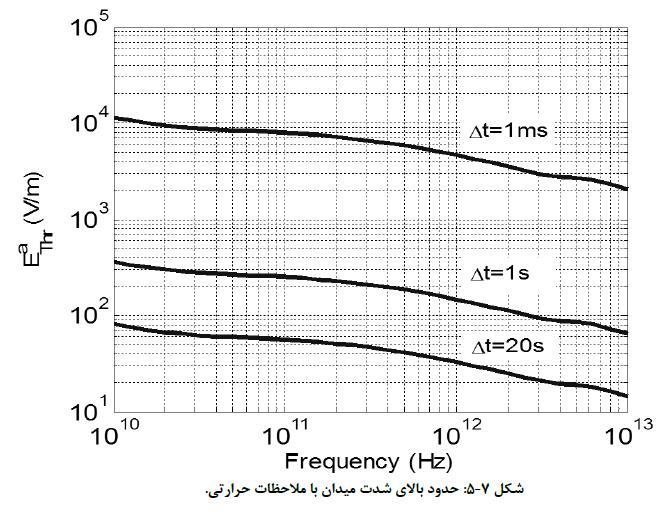 10^5
10^4
10^3
10^2
10^1
E^a_Thr (V/m)
Δt=1ms
Δt=1s
Δt=20s
10^10 10^11 10^12 10^13
Frequency (Hz)
شکل ۷-۵: حدود بالای شدت میدان با ملاحظات حرارتی.